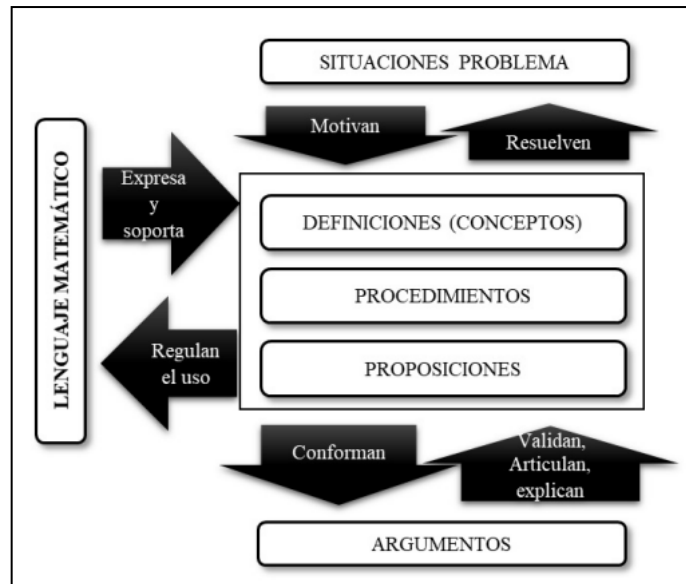 SITUACIONES PROBLEMA
Motivan
Resuelven
LENGUAJE MATEMÁTICO
Expresa
y
soporta
DEFINICIONES (CONCEPTOS)
PROCEDIMIENTOS
Regulan
el uso
PROPOSICIONES
Conforman
Validan,
Articulan,
explican
ARGUMENTOS